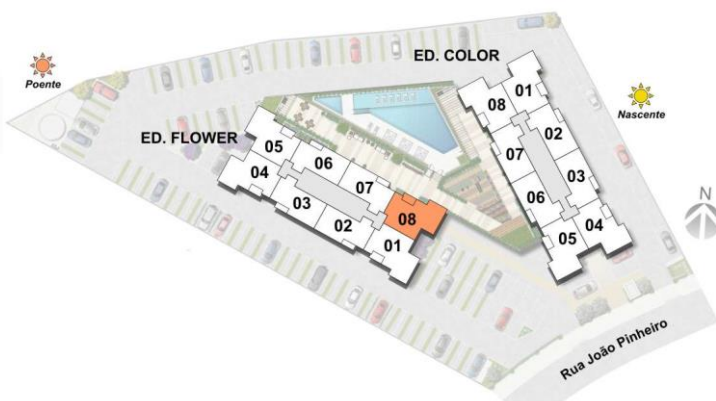 ED. COLOR
Poente
Nascente
ED. FLOWER
01
08
02
07
03
06
04
05
05
06
04
07
03
08
02
01
N
Rua João Pinheiro